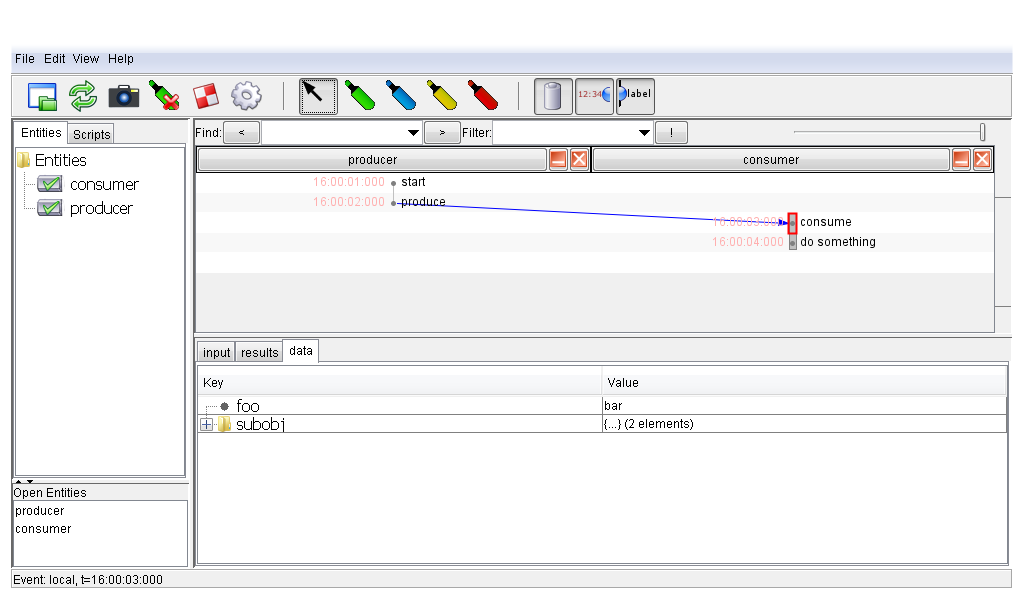 File Edit View Help
12:34 label
Entities Scripts
Find: < > Filter: !
Entities
consumer
producer
producer consumer
16:00:01:000 start
16:00:02:000 produce
16:00:03:000 consume
16:00:04:000 do something
input results data
Key Value
foo bar
subobj {...} (2 elements)
Open Entities
producer
consumer
Event: local, t=16:00:03:000